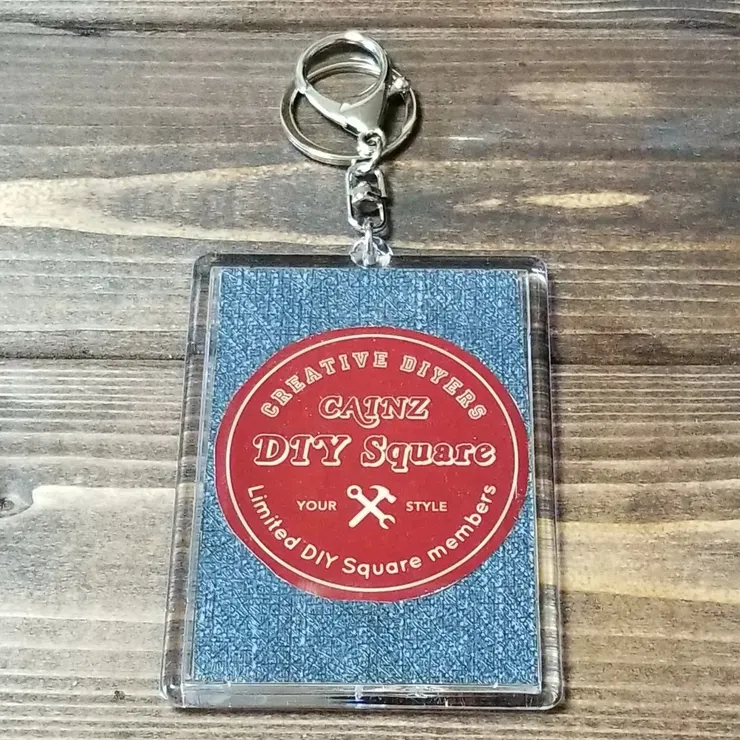 CREATIVE DIYERS
CAINZ
DIY Square
YOUR STYLE
Limited DIY Square members